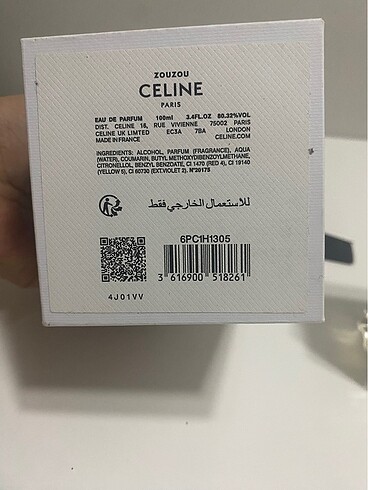 ZOUZOU
CELINE
PARIS
EAU DE PARFUM 100ml 3.4FL.OZ 80.32%VOL
DIST. CELINE 16, RUE VIVIENNE 75002 PARIS
CELINE UK LIMTED EC3A 7BA LONDON
MADE IN FRANCE CELINE.COM
INGREDIENTS: ALCOHOL, PARFUM (FRAGRANCE), AQUA
(WATER), COUMARIN, BUTYL METHOXYDIBENZOYLMETHANE,
CITRONELLOL, BENZYL BENZOATE, CI 1470 (RED 4), CI 19140
(YELLOW 5), CI 60730 (EXT.VIOLET 2). N°20175
للاستعمال الخارجي فقط
6PC1H1305
3 616900 518261
4J01VV